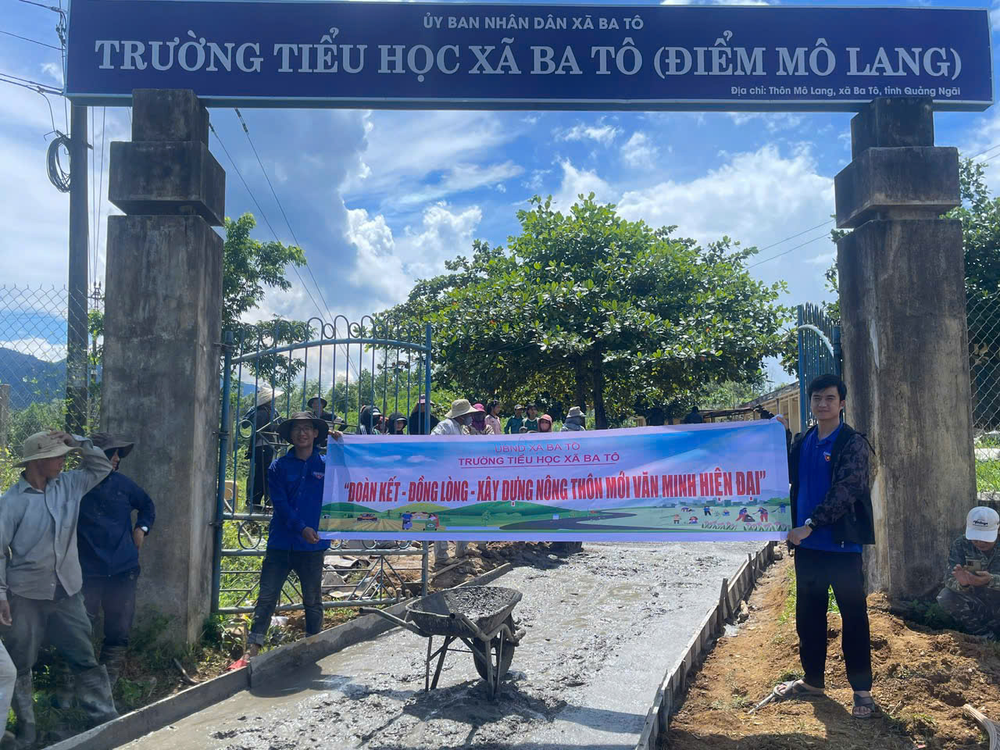 ỦY BAN NHÂN DÂN XÃ BA TÔ
TRƯỜNG TIỂU HỌC XÃ BA TÔ (ĐIỂM MÔ LANG)
Địa chỉ: Thôn Mô Lang, xã Ba Tô, tỉnh Quảng Ngãi
UBND XÃ BA TÔ
TRƯỜNG TIỂU HỌC XÃ BA TÔ
"ĐOÀN KẾT - ĐỒNG LÒNG - XÂY DỰNG NÔNG THÔN MỚI VĂN MINH HIỆN ĐẠI"